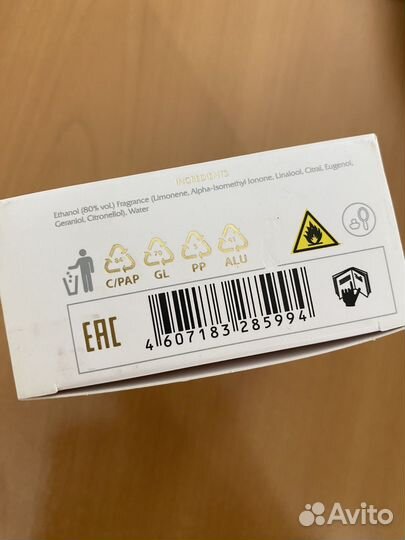 INGREDIENTS
Ethanol (80% vol.) Fragrance (Limonene, Alpha-Isomethyl Ionone, Linalool, Citral, Eugenol,
Geraniol, Citronellol), Water
84 70 5 41
C/PAP GL PP ALU
EAC
4 607183 285994
Avito